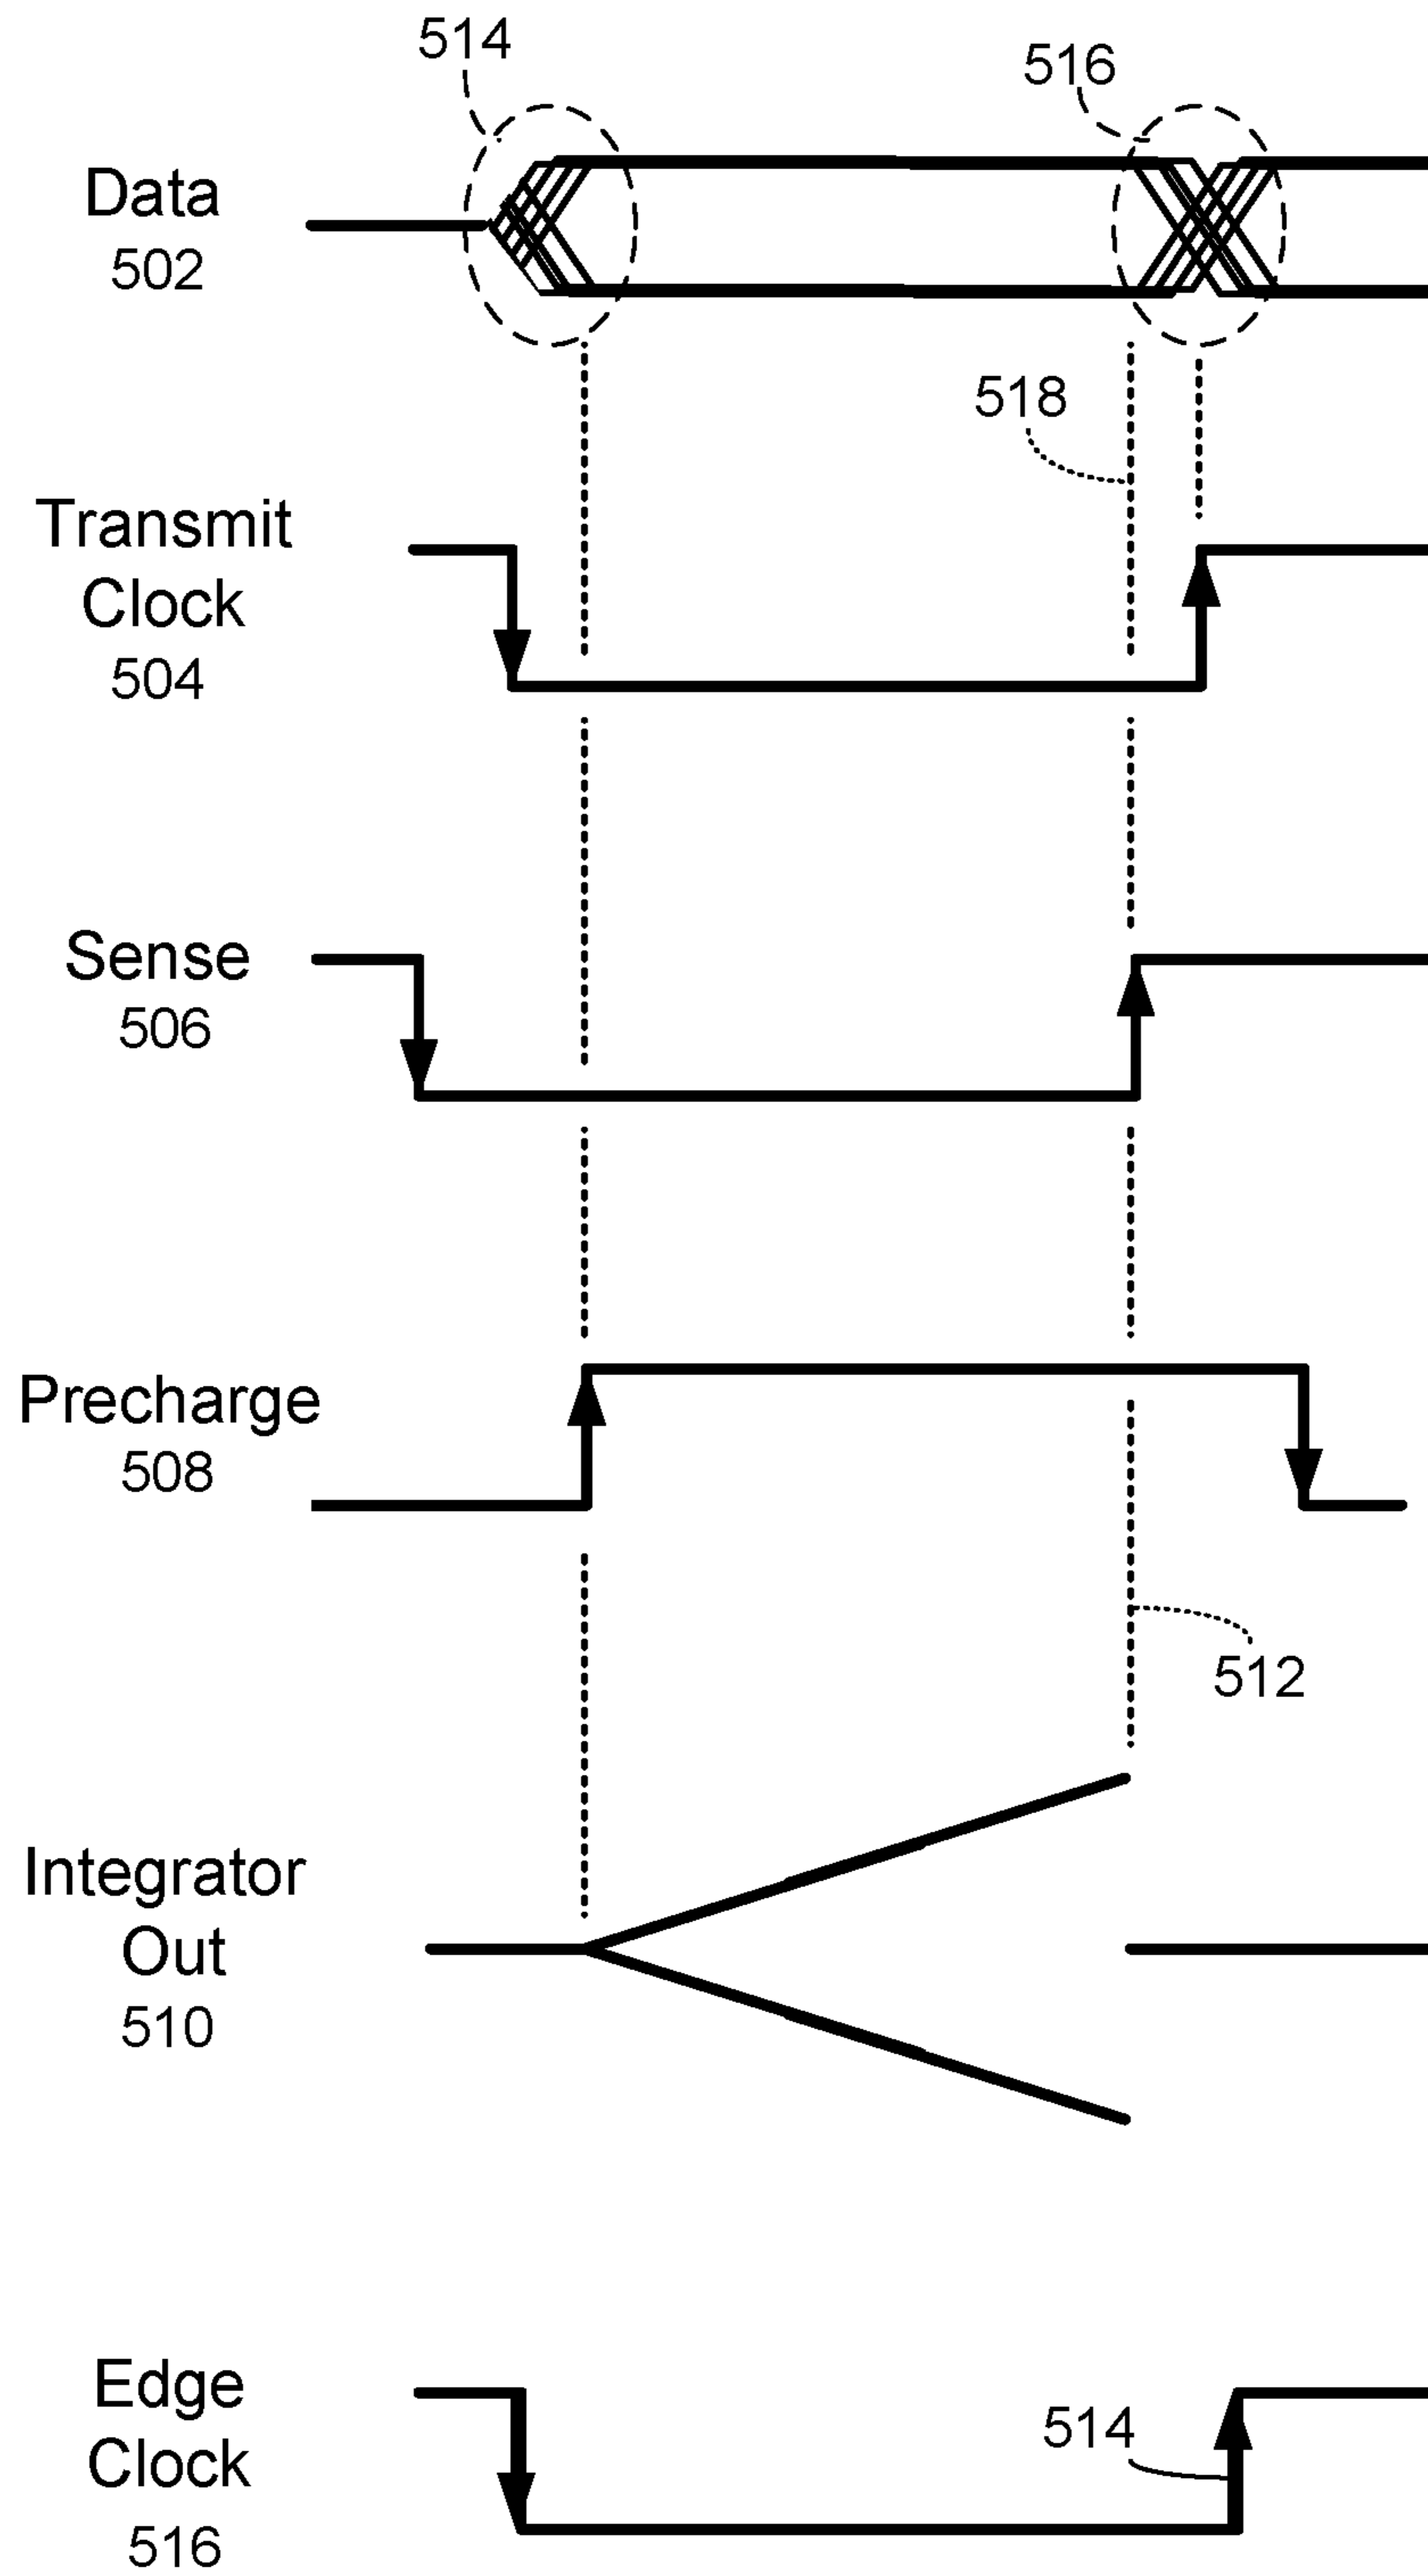 514
516
Data
502
518
Transmit
Clock
504
Sense
506
Precharge
508
512
Integrator
Out
510
Edge
Clock
516
514